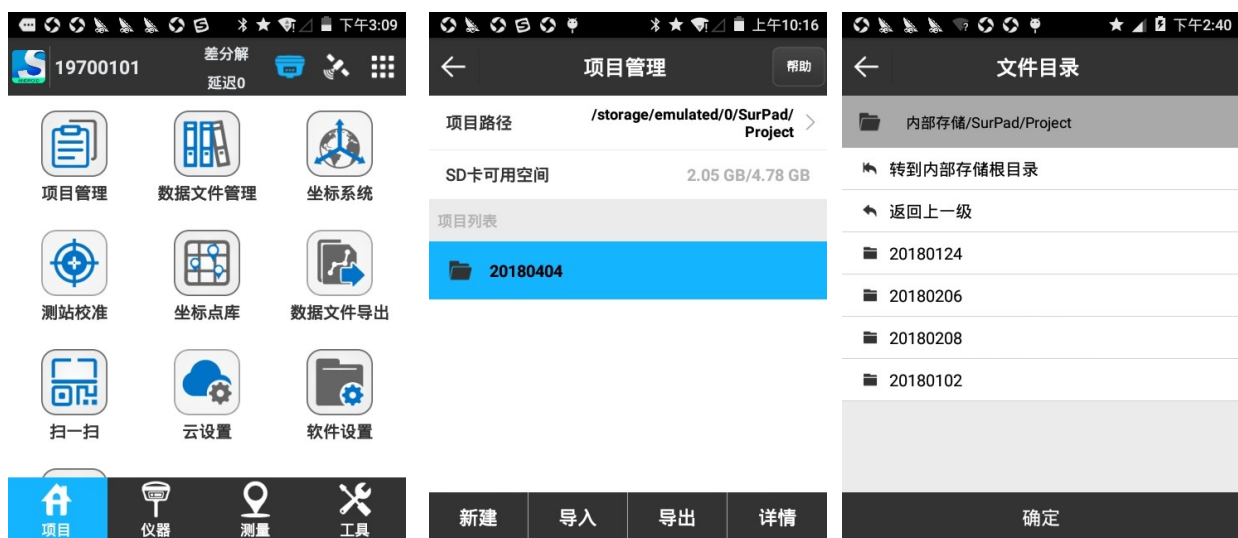 下午3:09
19700101
差分解
延迟0
项目管理
数据文件管理
坐标系统
测站校准
坐标点库
数据文件导出
扫一扫
云设置
软件设置
项目
仪器
测量
工具
上午10:16
项目管理
帮助
项目路径
/storage/emulated/0/SurPad/
Project
SD卡可用空间
2.05 GB/4.78 GB
项目列表
20180404
新建
导入
导出
详情
下午2:40
文件目录
内部存储/SurPad/Project
转到内部存储根目录
返回上一级
20180124
20180206
20180208
20180102
确定